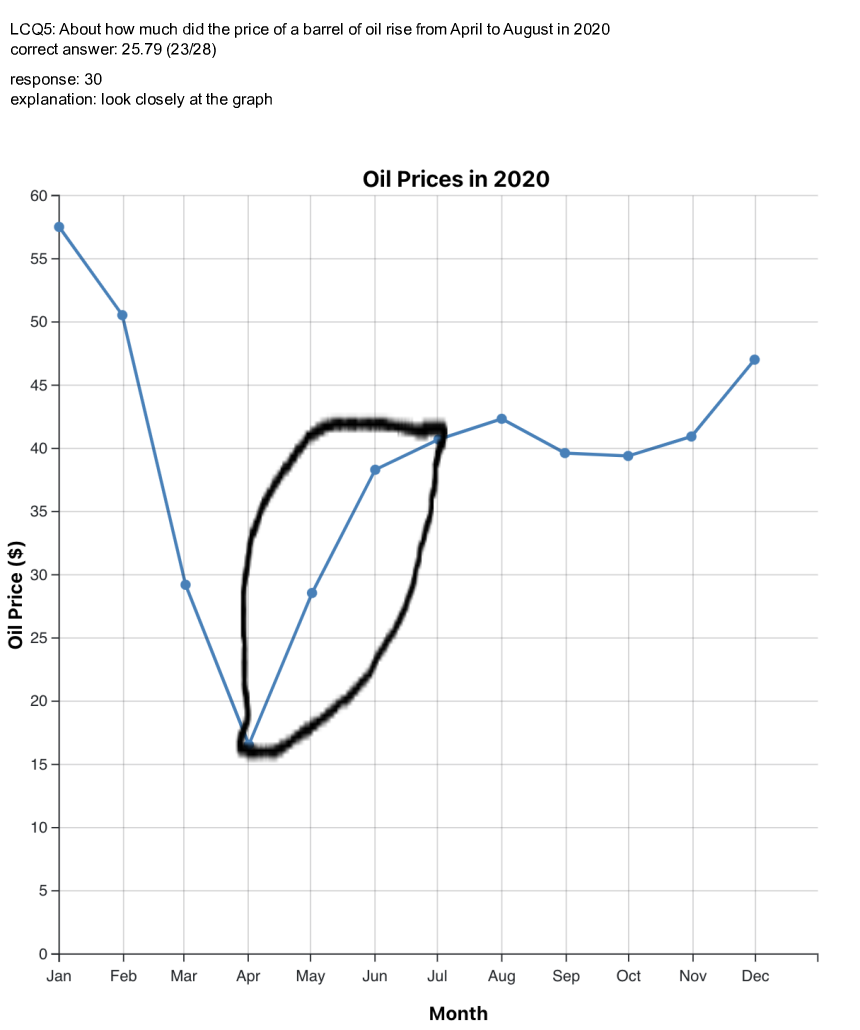 LCQ5: About how much did the price of a barrel of oil rise from April to August in 2020
correct answer: 25.79 (23/28)
response: 30
explanation: look closely at the graph
Oil Prices in 2020
60
55
50
45
40
35
30
25
20
15
10
5
0
Oil Price ($)
Jan Feb Mar Apr May Jun Jul Aug Sep Oct Nov Dec
Month